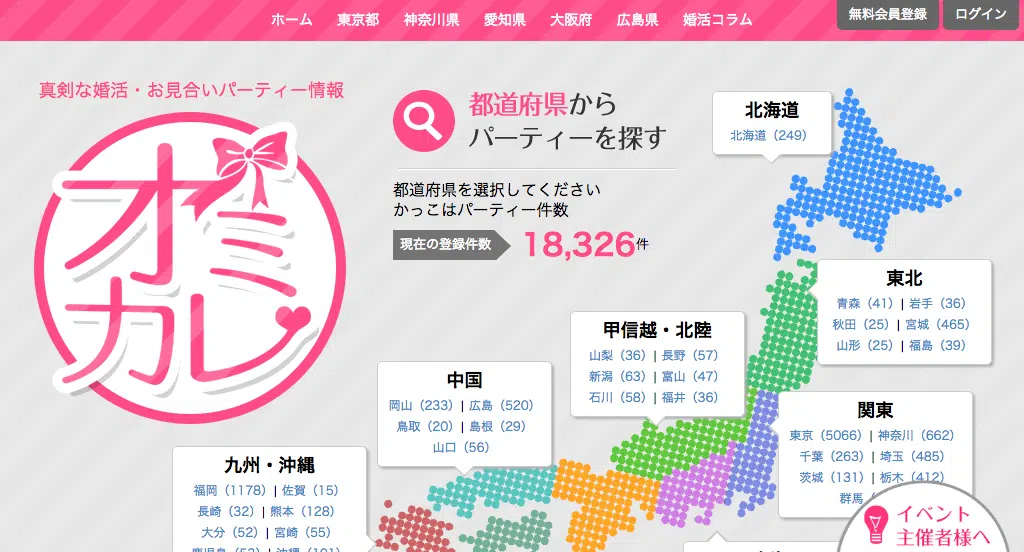 ホーム 東京都 神奈川県 愛知県 大阪府 広島県 婚活コラム 無料会員登録 ログイン
真剣な婚活・お見合いパーティー情報
オミ
カレ
都道府県から
パーティーを探す
都道府県を選択してください
かっこはパーティー件数
現在の登録件数 18,326件
北海道
北海道（249）
東北
青森（41）| 岩手（36）
秋田（25）| 宮城（465）
山形（25）| 福島（39）
甲信越・北陸
山梨（36）| 長野（57）
新潟（63）| 富山（47）
石川（58）| 福井（36）
中国
岡山（233）| 広島（520）
鳥取（20）| 島根（29）
山口（56）
関東
東京（5066）| 神奈川（662）
千葉（263）| 埼玉（485）
茨城（131）| 栃木（412）
群馬
九州・沖縄
福岡（1178）| 佐賀（15）
長崎（32）| 熊本（128）
大分（52）| 宮崎（55）
イベント
主催者様へ